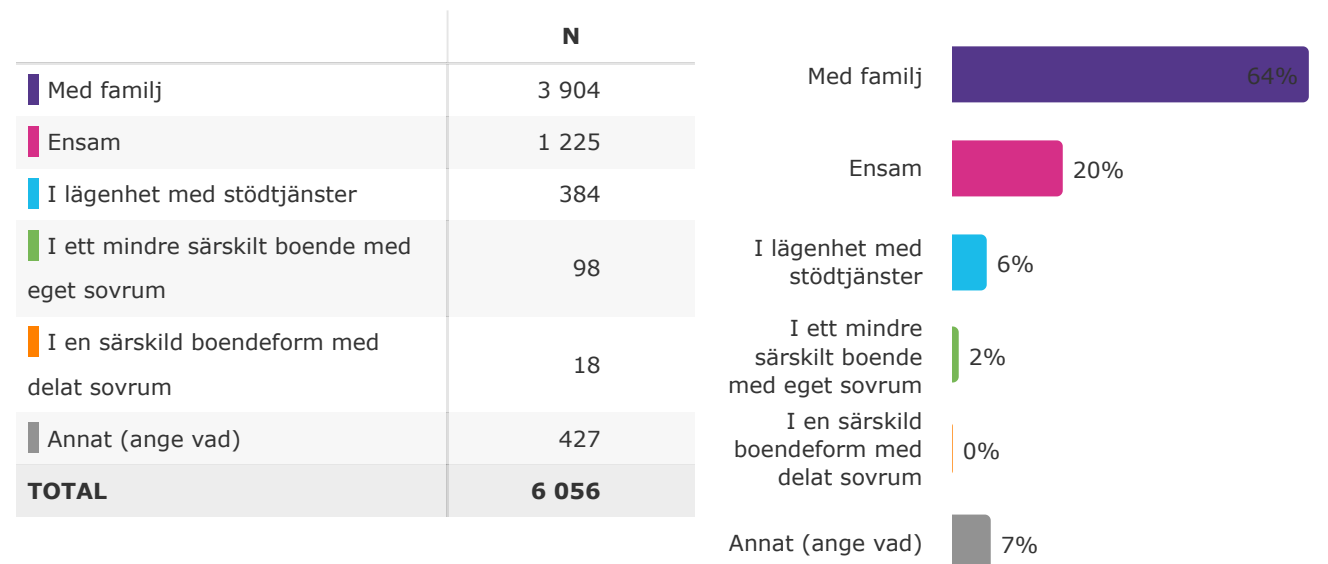 N
Med familj 3 904
Ensam 1 225
I lägenhet med stödtjänster 384
I ett mindre särskilt boende med
eget sovrum 98
I en särskild boendeform med
delat sovrum 18
Annat (ange vad) 427
TOTAL 6 056
Med familj 64%
Ensam 20%
I lägenhet med
stödtjänster 6%
I ett mindre
särskilt boende 2%
med eget sovrum
I en särskild
boendeform med 0%
delat sovrum
Annat (ange vad) 7%